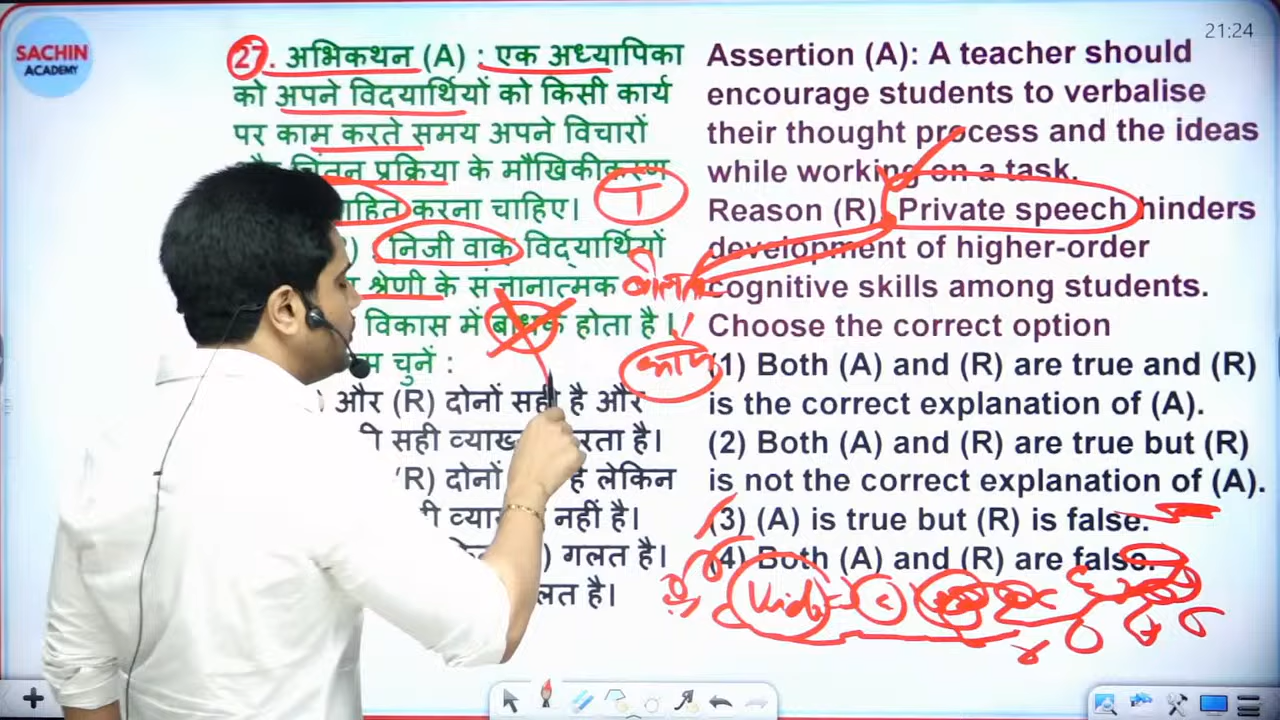 SACHIN
ACADEMY
21:24
27. अभिकथन (A) : एक अध्यापिका
को अपने विद्यार्थियों को किसी कार्य
पर काम करते समय अपने विचारों
चिंतन प्रक्रिया के मौखिकीकरण
करना चाहिए।
T
निजी वाक विद्यार्थियों
श्रेणी के संज्ञानात्मक
विकास में बाधक होता है।
चुनें :
और (R) दोनों सही है और
सही व्याख्या करता है।
(R) दोनों है लेकिन
नहीं है।
गलत है।
है।
Assertion (A): A teacher should
encourage students to verbalise
their thought process and the ideas
while working on a task.
Reason (R) Private speech hinders
development of higher-order
cognitive skills among students.
Choose the correct option
(1) Both (A) and (R) are true and (R)
is the correct explanation of (A).
(2) Both (A) and (R) are true but (R)
is not the correct explanation of (A).
(3) (A) is true but (R) is false.
(4) Both (A) and (R) are false.